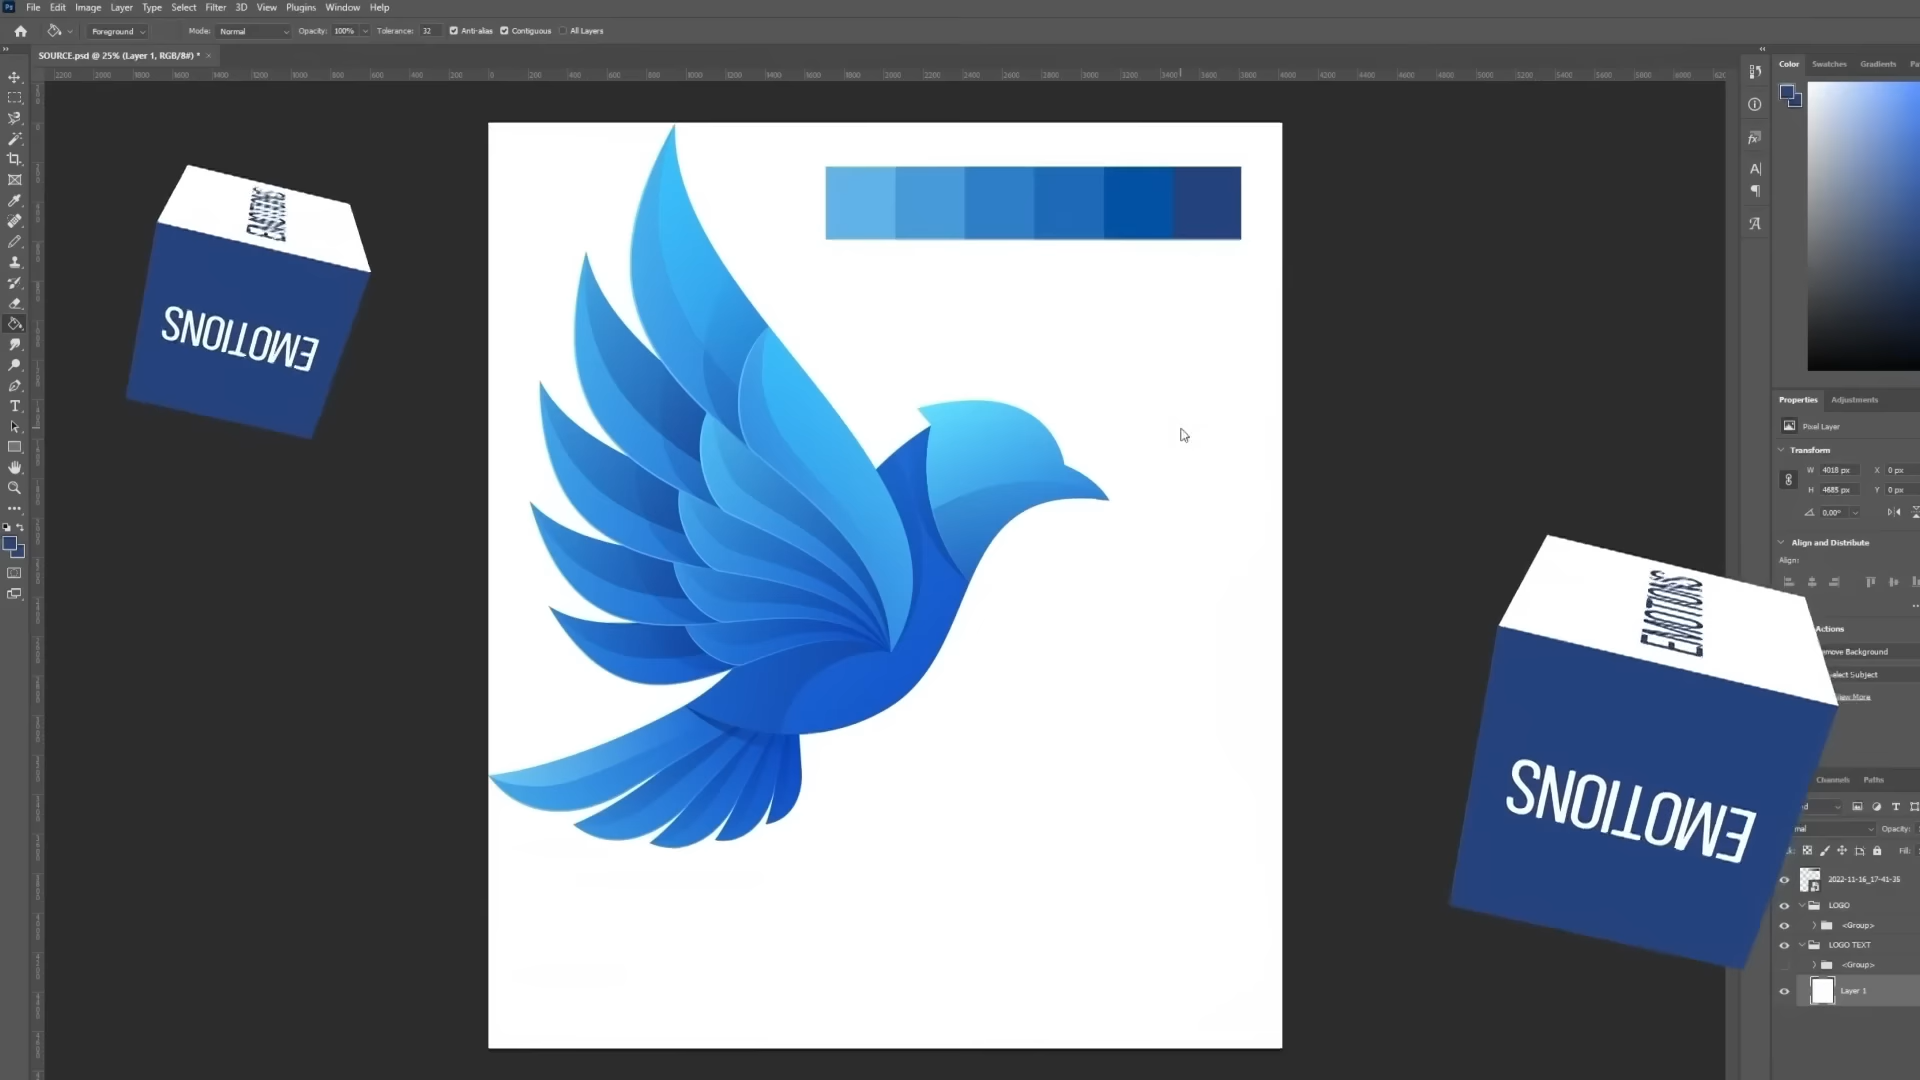 File Edit Image Layer Type Select Filter 3D View Plugins Window Help
Foreground Mode: Normal Opacity: 100% Tolerance: 32 Anti-alias Contiguous All Layers
SOURCE.psd @ 25% (Layer 1, RGB/8#) *
Color Swatches Gradients Pa
EMOTIONS
EMOTIONS
EMOTIONS
EMOTIONS
Properties Adjustments
Pixel Layer
Transform
W 4018 px X 0 px
H 4685 px Y 0 px
0,00°
Align and Distribute
Align:
Actions
emove Background
elect Subject
View More
Channels Paths
Opacity:
Fill:
2022-11-16_17-41-35
LOGO
<Group>
LOGO TEXT
<Group>
Layer 1